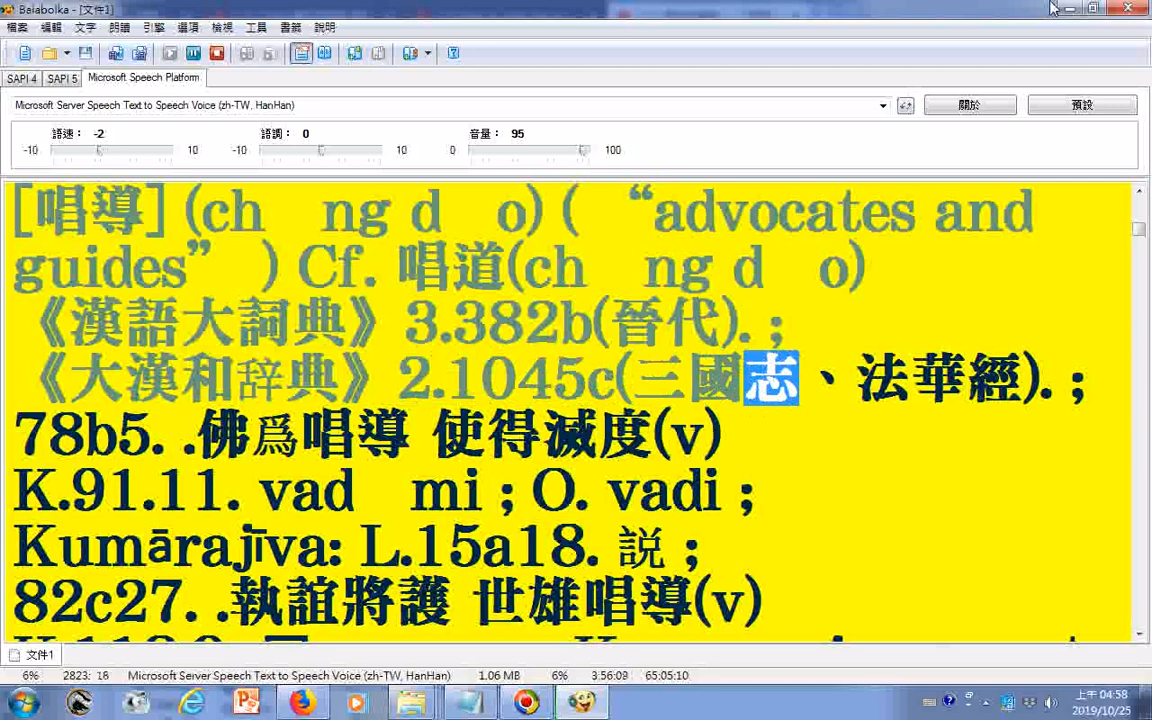 Balabolka - [文件1]
檔案 編輯 文字 朗讀 引擎 選項 檢視 工具 書籤 說明
SAPI 4 SAPI 5 Microsoft Speech Platform
Microsoft Server Speech Text to Speech Voice (zh-TW, HanHan) 關於 預設
語速： -2 語調： 0 音量： 95
-10 10 -10 10 0 100
[唱導] (ch ng d o) ( “advocates and
guides” ) Cf. 唱道(ch ng d o)
《漢語大詞典》 3.382b(晉代). ;
《大漢和辞典》 2.1045c(三國志、法華經). ;
78b5. .佛爲唱導 使得滅度(v)
K.91.11. vad mi ; O. vadi ;
Kumārajīva: L.15a18. 説 ;
82c27. .執誼將護 世雄唱導(v)
文件1
6% 2823: 18 Microsoft Server Speech Text to Speech Voice (zh-TW, HanHan) 1.06 MB 6% 3:56:09 65:05:10
上午 04:58
2019/10/25